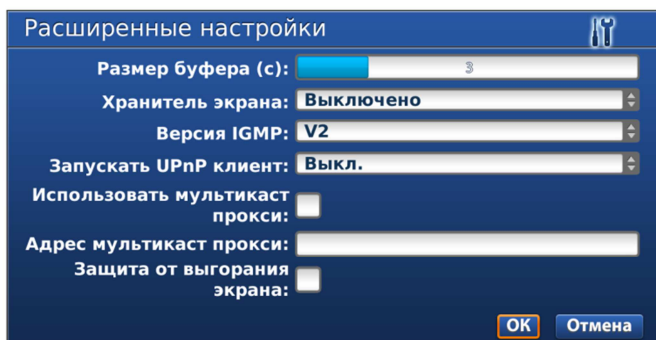 Расширенные настройки
Размер буфера (с): 3
Хранитель экрана: Выключено
Версия IGMP: V2
Запускать UPnP клиент: Выкл.
Использовать мультикаст
прокси:
Адрес мультикаст прокси:
Защита от выгорания
экрана:
ОК Отмена